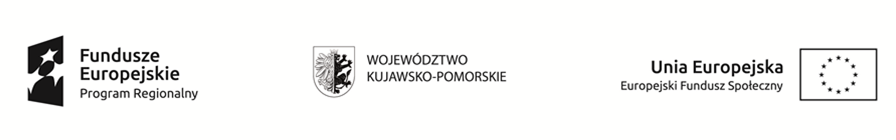 Fundusze
Europejskie
Program Regionalny
WOJEWÓDZTWO
KUJAWSKO-POMORSKIE
Unia Europejska
Europejski Fundusz Społeczny